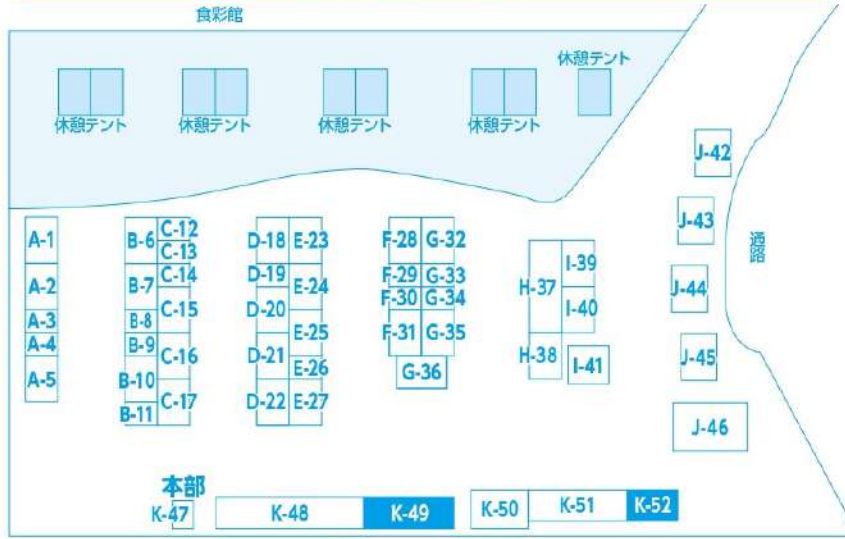 食彩館
休憩テント
休憩テント
休憩テント
休憩テント
休憩テント
通路
A-1
A-2
A-3
A-4
A-5
B-6
B-7
B-8
B-9
B-10
B-11
C-12
C-13
C-14
C-15
C-16
C-17
D-18
D-19
D-20
D-21
D-22
E-23
E-24
E-25
E-26
E-27
F-28
F-29
F-30
F-31
G-32
G-33
G-34
G-35
G-36
H-37
H-38
I-39
I-40
I-41
J-42
J-43
J-44
J-45
J-46
本部
K-47
K-48
K-49
K-50
K-51
K-52